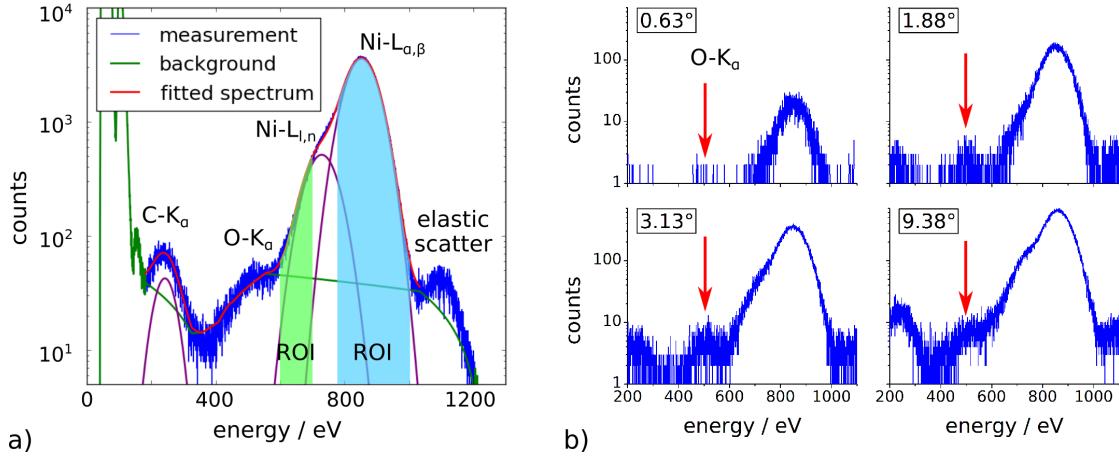 10⁴
10³
10²
10¹
counts
measurement
background
fitted spectrum
Ni-Lα,β
Ni-Ll,n
C-Kα
O-Kα
elastic
scatter
ROI
ROI
0
400
800
1200
energy / eV
a)
0.63°
O-Kα
100
10
1
counts
1.88°
100
10
1
counts
3.13°
100
10
1
counts
200
400
600
800
1000
energy / eV
9.38°
100
10
1
counts
200
400
600
800
1000
energy / eV
b)